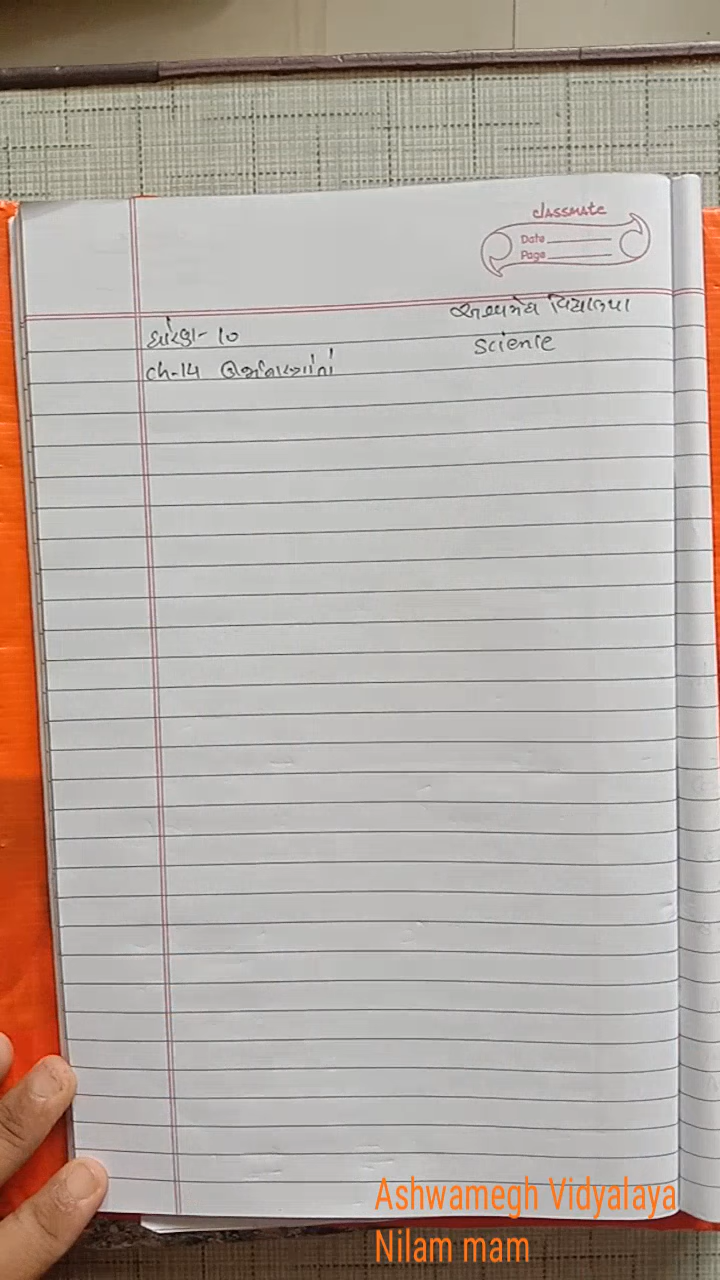 classmate
Date
Page
અશ્વમેઘ વિદ્યાલય
ધોરણ- 10
Science
Ch-14 ઊર્જાના સ્ત્રોતો
Ashwamegh Vidyalaya
Nilam mam